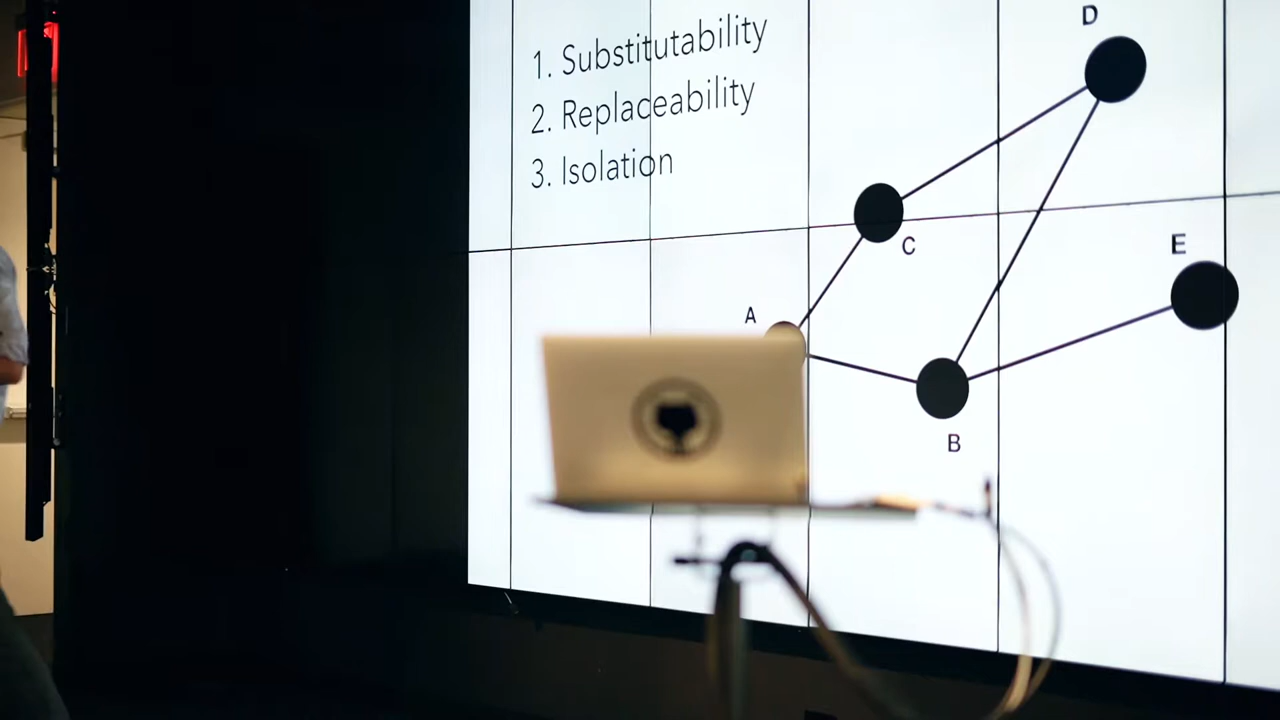 1. Substitutability
2. Replaceability
3. Isolation
D
C
E
A
B